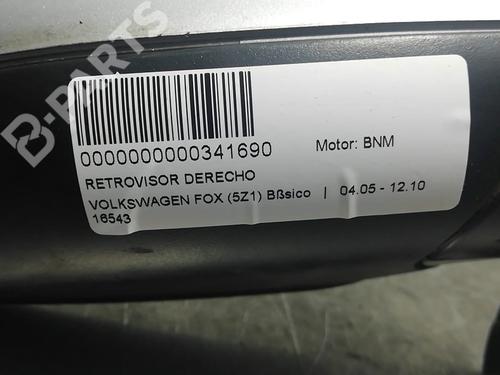 B-PARTS
0000000000341690 Motor: BNM
RETROVISOR DERECHO
VOLKSWAGEN FOX (5Z1) Bßsico | 04.05 - 12.10
16543